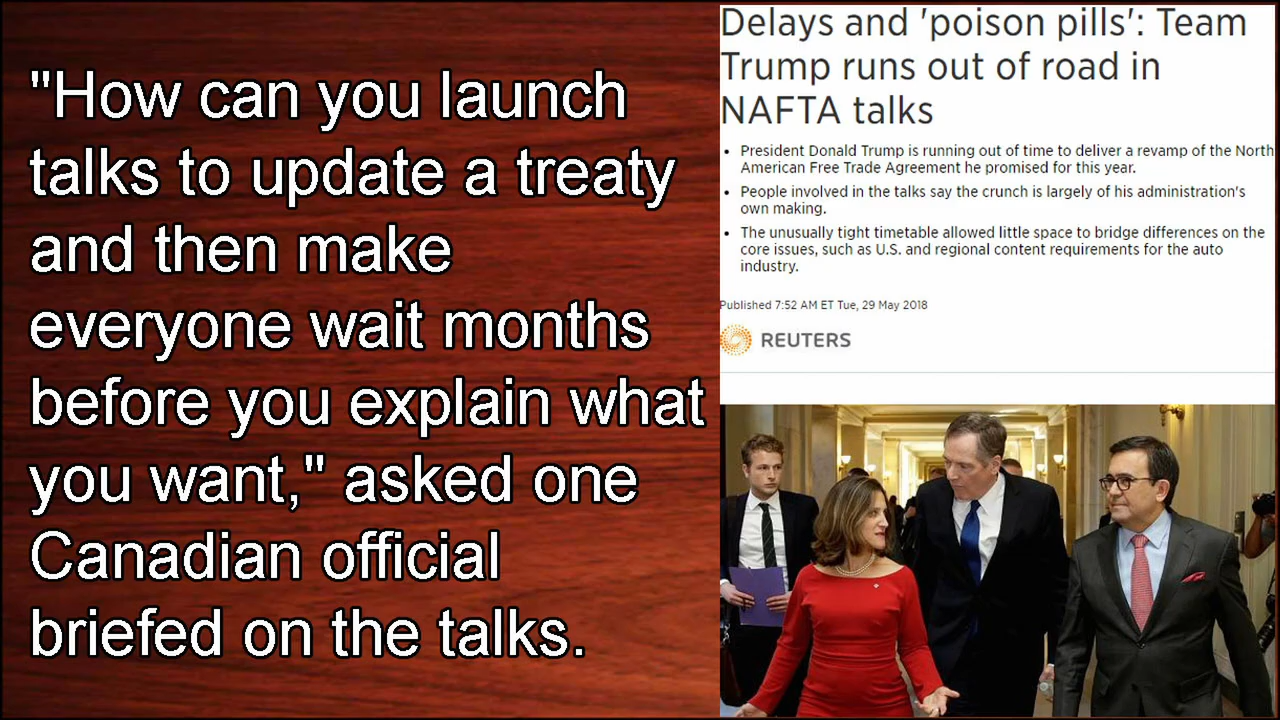 "How can you launch
talks to update a treaty
and then make
everyone wait months
before you explain what
you want," asked one
Canadian official
briefed on the talks.
Delays and 'poison pills': Team
Trump runs out of road in
NAFTA talks
• President Donald Trump is running out of time to deliver a revamp of the North
American Free Trade Agreement he promised for this year.
• People involved in the talks say the crunch is largely of his administration's
own making.
• The unusually tight timetable allowed little space to bridge differences on the
core issues, such as U.S. and regional content requirements for the auto
industry.
Published 7:52 AM ET Tue, 29 May 2018
REUTERS